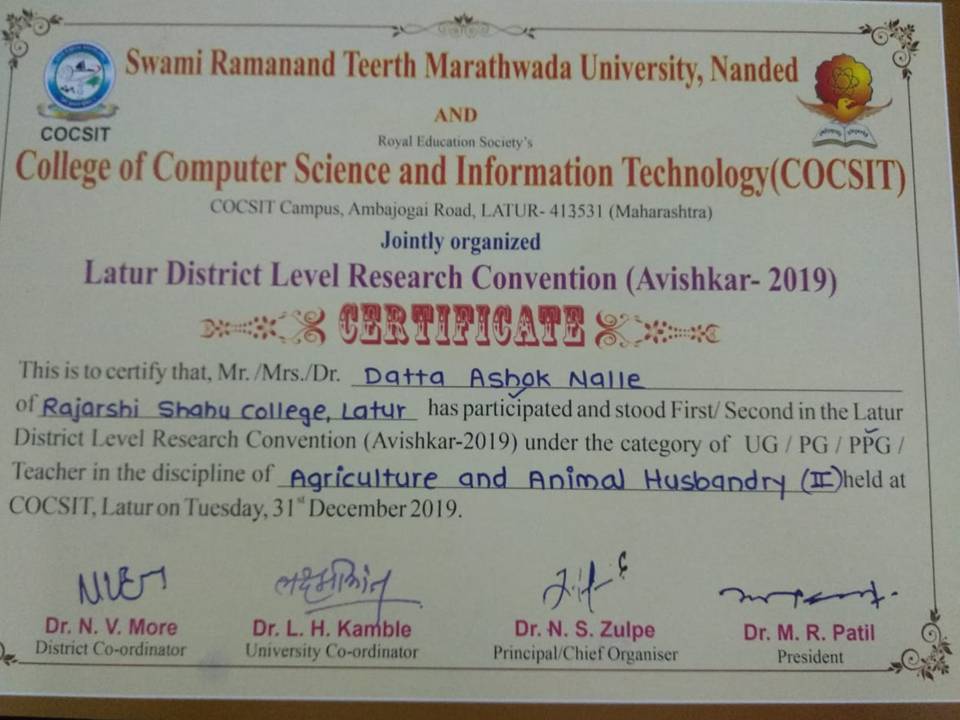 Swami Ramanand Teerth Marathwada University, Nanded
COCSIT
AND
Royal Education Society's
College of Computer Science and Information Technology(COCSIT)
COCSIT Campus, Ambajogai Road, LATUR- 413531 (Maharashtra)
Jointly organized
Latur District Level Research Convention (Avishkar- 2019)
CERTIFICATE
This is to certify that, Mr. /Mrs./Dr. Datta Ashok Nalle
of Rajarshi Shahu College, Latur has participated and stood First/ Second in the Latur
District Level Research Convention (Avishkar-2019) under the category of UG / PG / PPG /
Teacher in the discipline of Agriculture and Animal Husbandry (II) held at
COCSIT, Latur on Tuesday, 31st December 2019.
Dr. N. V. More
District Co-ordinator
Dr. L. H. Kamble
University Co-ordinator
Dr. N. S. Zulpe
Principal/Chief Organiser
Dr. M. R. Patil
President